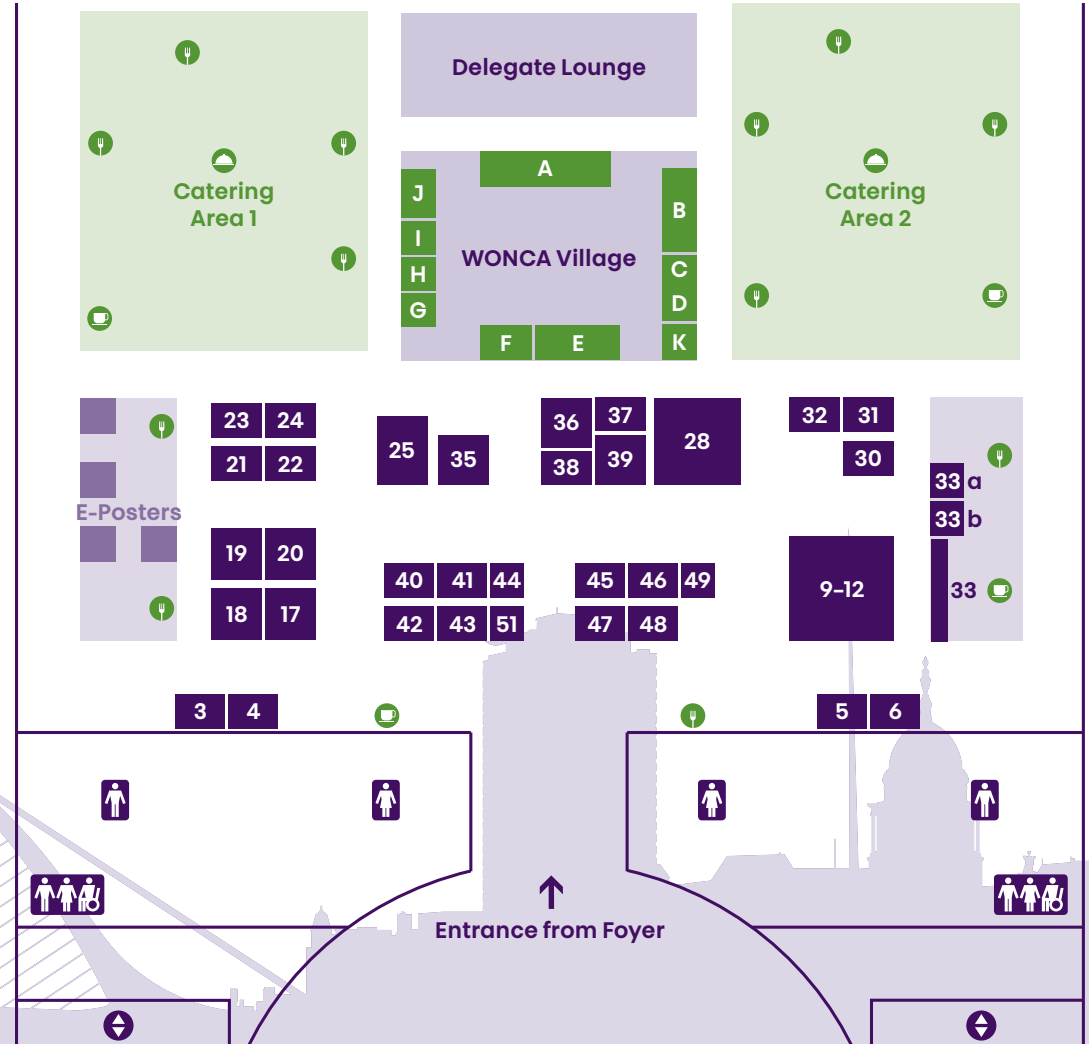 Delegate Lounge
Catering
Area 1
A
J
I
H
G
WONCA Village
B
C
D
K
F
E
Catering
Area 2
23
24
21
22
25
35
36
37
38
39
28
32
31
30
33 a
33 b
33
E-Posters
19
20
18
17
40
41
44
42
43
51
45
46
49
47
48
9–12
3
4
5
6
Entrance from Foyer